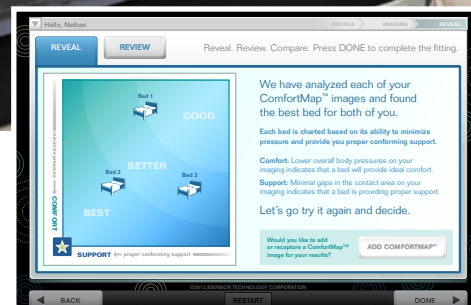 Hello, Nathan
PROFILE
READING
REVEAL
REVEAL
REVIEW
Reveal. Review. Compare. Press DONE to complete the fitting.
Bed 1
GOOD
BETTER
Bed 2
Bed 3
BEST
COMFORT
minimize pressure
SUPPORT
proper conforming support
We have analyzed each of your
ComfortMap™ images and found
the best bed for both of you.
Each bed is charted based on its ability to minimize
pressure and provide you proper conforming support.
Comfort: Lower overall body pressures on your
imaging indicates that a bed will provide ideal comfort.
Support: Minimal gaps in the contact area on your
imaging indicates that a bed is providing proper support.
Let's go try it again and decide.
Would you like to add
or recapture a ComfortMap™
image for your results?
ADD COMFORTMAP™
©2013 XSENSOR TECHNOLOGY CORPORATION
BACK
RESTART
DONE